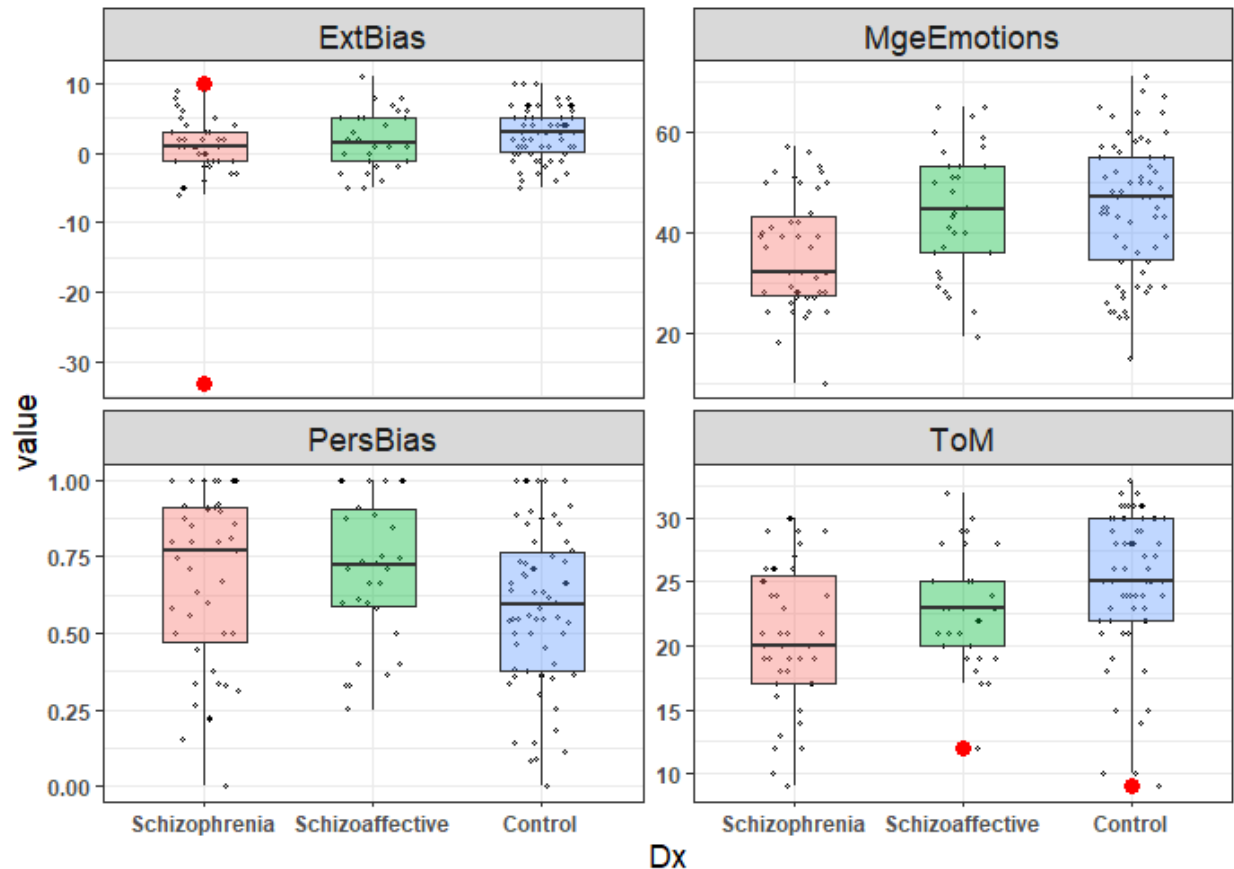 ExtBias
MgeEmotions
10
0
-10
-20
-30
60
40
20
value
PersBias
ToM
1.00
0.75
0.50
0.25
0.00
30
25
20
15
10
Schizophrenia Schizoaffective Control
Schizophrenia Schizoaffective Control
Dx